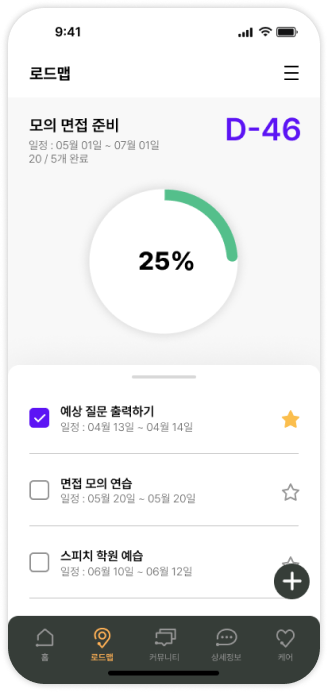 9:41
로드맵
모의 면접 준비
D-46
일정 : 05월 01일 ~ 07월 01일
20 / 5개 완료
25%
예상 질문 출력하기
일정 : 04월 13일 ~ 04월 14일
면접 모의 연습
일정 : 05월 20일 ~ 05월 20일
스피치 학원 예습
일정 : 06월 10일 ~ 06월 12일
홈
로드맵
커뮤니티
상세정보
케어